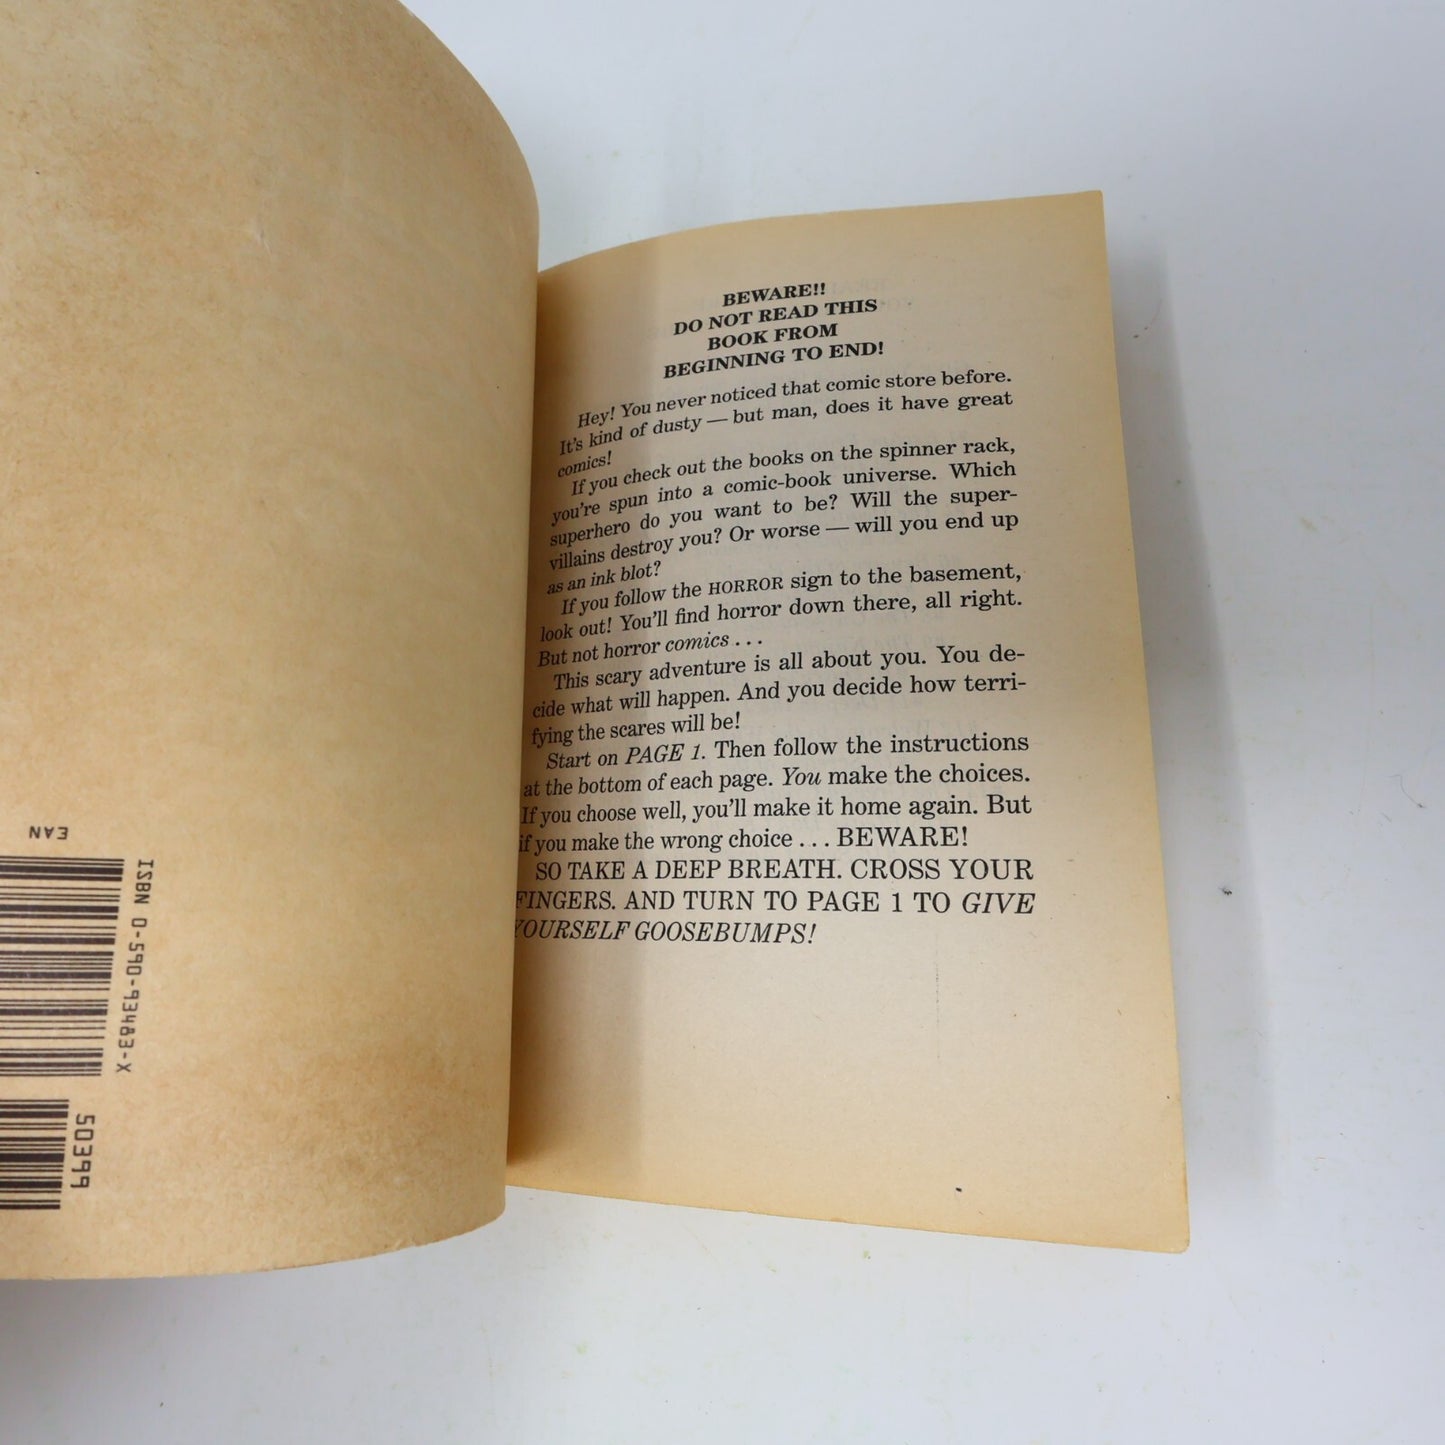 EAN
ISBN 0-590-93483-X
50399
BEWARE!!
DO NOT READ THIS
BOOK FROM
BEGINNING TO END!
Hey! You never noticed that comic store before.
It's kind of dusty — but man, does it have great
comics!
If you check out the books on the spinner rack,
you're spun into a comic-book universe. Which
superhero do you want to be? Will the super-
villains destroy you? Or worse — will you end up
as an ink blot?
If you follow the HORROR sign to the basement,
look out! You'll find horror down there, all right.
But not horror comics . . .
This scary adventure is all about you. You de-
cide what will happen. And you decide how terri-
fying the scares will be!
Start on PAGE 1. Then follow the instructions
at the bottom of each page. You make the choices.
If you choose well, you'll make it home again. But
if you make the wrong choice . . . BEWARE!
SO TAKE A DEEP BREATH. CROSS YOUR
FINGERS. AND TURN TO PAGE 1 TO GIVE
YOURSELF GOOSEBUMPS!